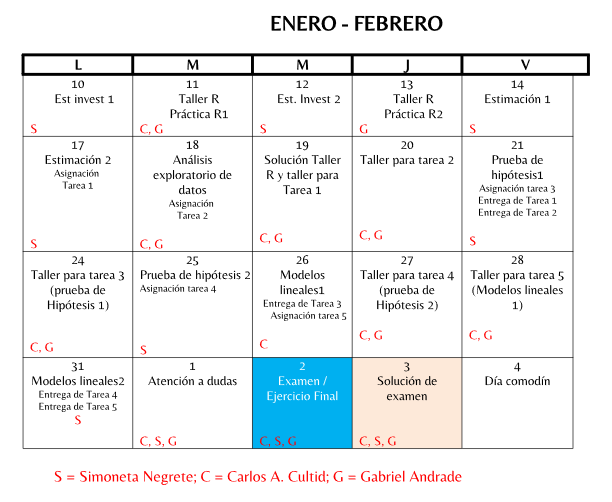 ENERO - FEBRERO
L M M J V
10
Est invest 1
S
11
Taller R
Práctica R1
C, G
12
Est. Invest 2
S
13
Taller R
Práctica R2
G
14
Estimación 1
S
17
Estimación 2
Asignación
Tarea 1
S
18
Análisis
exploratorio de
datos
Asignación
Tarea 2
C, G
19
Solución Taller
R y taller para
Tarea 1
C, G
20
Taller para tarea 2
C, G
21
Prueba de
hipótesis1
Asignación tarea 3
Entrega de Tarea 1
Entrega de Tarea 2
S
24
Taller para tarea 3
(prueba de
Hipótesis 1)
C, G
25
Prueba de hipótesis 2
Asignación tarea 4
S
26
Modelos
lineales1
Entrega de Tarea 3
Asignación tarea 5
C
27
Taller para tarea 4
(prueba de
Hipótesis 2)
C, G
28
Taller para tarea 5
(Modelos lineales
1)
C, G
31
Modelos lineales2
Entrega de Tarea 4
Entrega de Tarea 5
S
1
Atención a dudas
C, S, G
2
Examen /
Ejercicio Final
C, S, G
3
Solución de
examen
C, S, G
4
Día comodín
S = Simoneta Negrete; C = Carlos A. Cultid; G = Gabriel Andrade